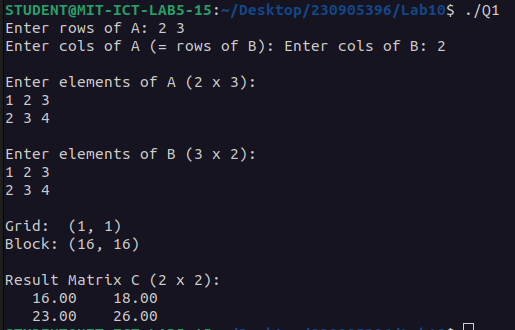 STUDENT@MIT-ICT-LAB5-15:~/Desktop/230905396/Lab10$ ./Q1
Enter rows of A: 2 3
Enter cols of A (= rows of B): Enter cols of B: 2
Enter elements of A (2 x 3):
1 2 3
2 3 4
Enter elements of B (3 x 2):
1 2 3
2 3 4
Grid:  (1, 1)
Block: (16, 16)
Result Matrix C (2 x 2):
   16.00    18.00
   23.00    26.00